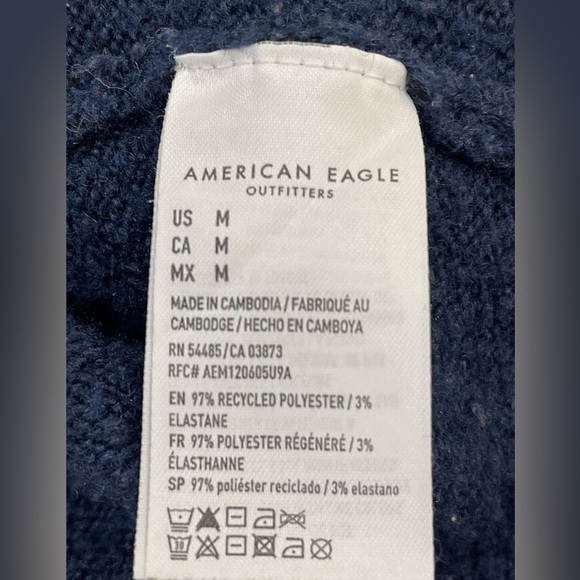 AMERICAN EAGLE
OUTFITTERS
US M
CA M
MX M
MADE IN CAMBODIA / FABRIQUÉ AU
CAMBODGE / HECHO EN CAMBOYA
RN 54485/CA 03873
RFC# AEM120605U9A
EN 97% RECYCLED POLYESTER / 3%
ELASTANE
FR 97% POLYESTER RÉGÉNÉRÉ / 3%
ÉLASTHANNE
SP 97% poliéster reciclado / 3% elastano
30